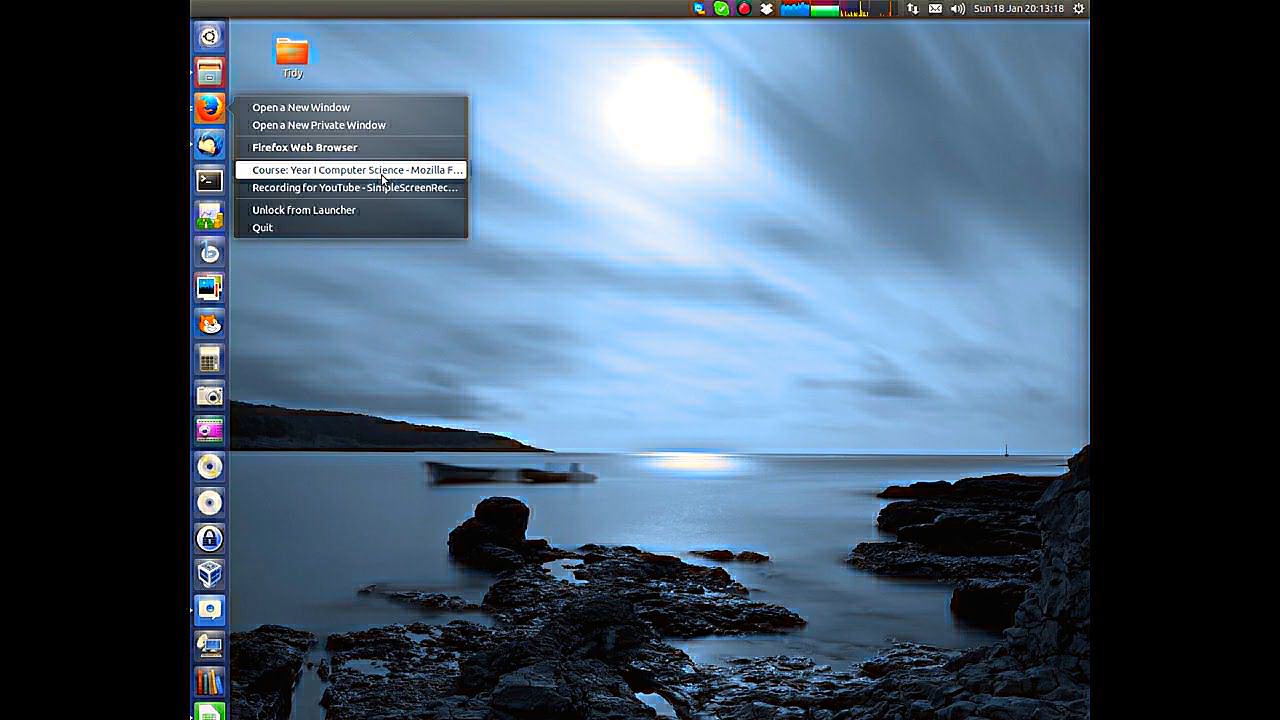 Sun 18 Jan 20:13:18
Tidy
Open a New Window
Open a New Private Window
Firefox Web Browser
Course: Year I Computer Science - Mozilla F...
Recording for YouTube - SimpleScreenRec...
Unlock from Launcher
Quit